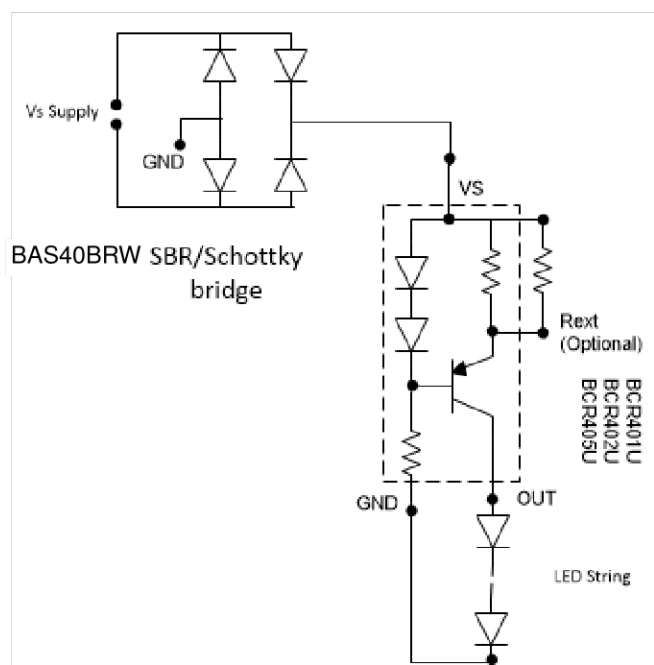 Vs Supply
GND
VS
BAS40BRW SBR/Schottky
bridge
Rext
(Optional)
BCR401U
BCR402U
BCR405U
GND
OUT
LED String